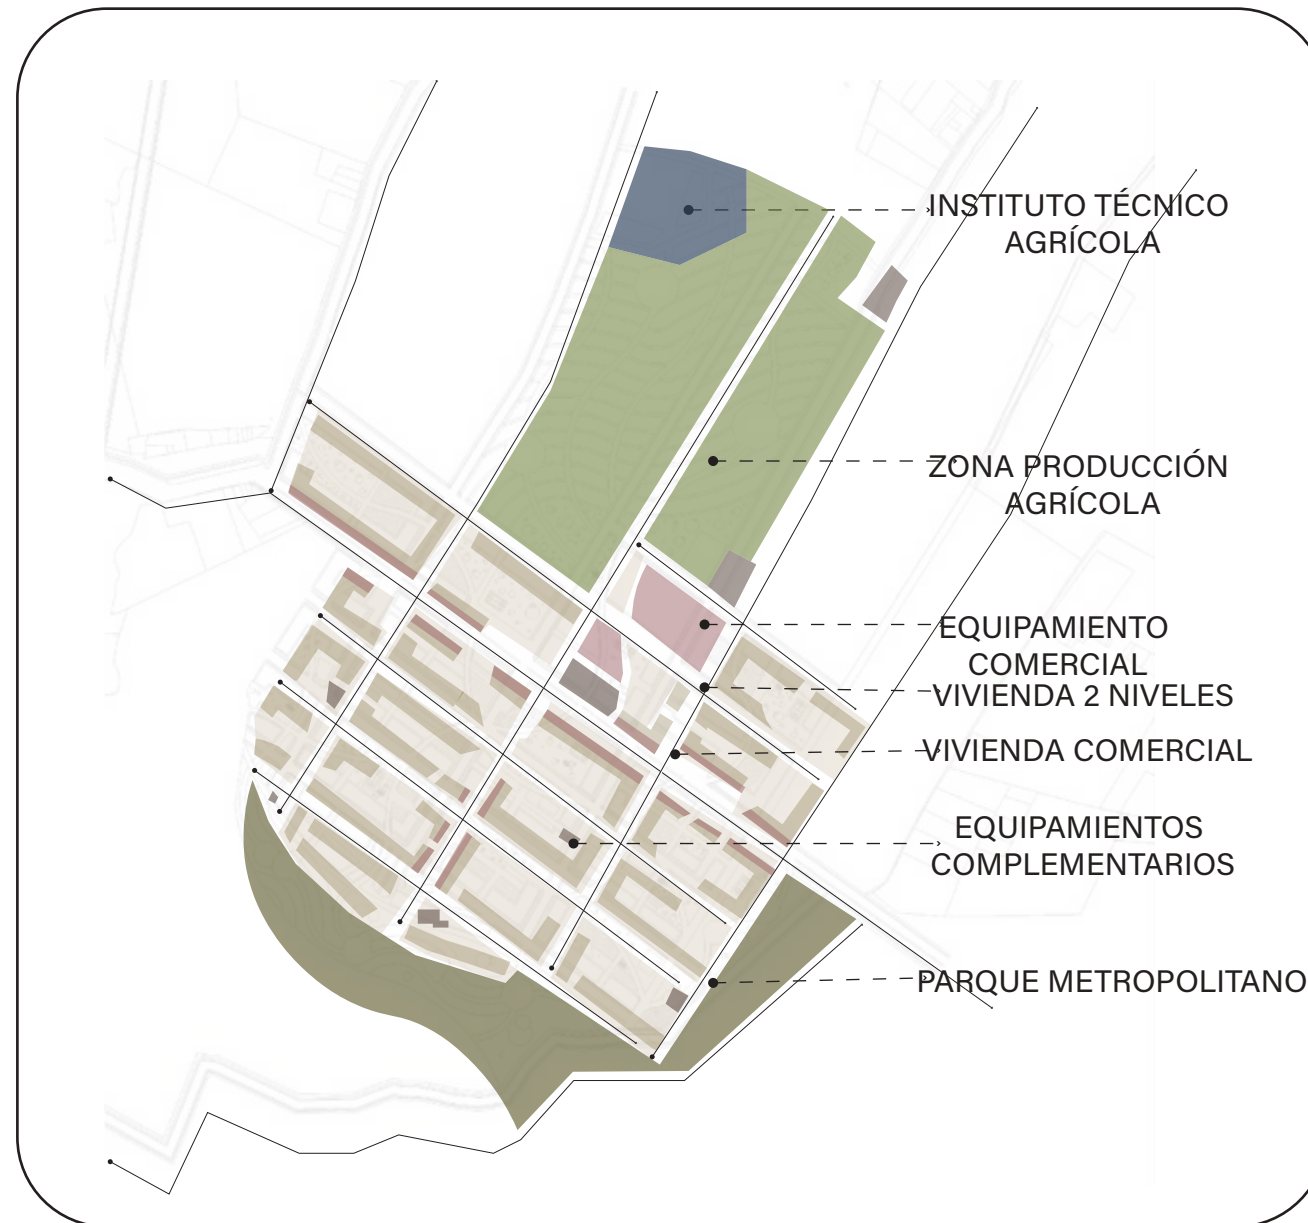 INSTITUTO TÉCNICO
AGRÍCOLA
ZONA PRODUCCIÓN
AGRÍCOLA
EQUIPAMIENTO
COMERCIAL
VIVIENDA 2 NIVELES
VIVIENDA COMERCIAL
EQUIPAMIENTOS
COMPLEMENTARIOS
PARQUE METROPOLITANO